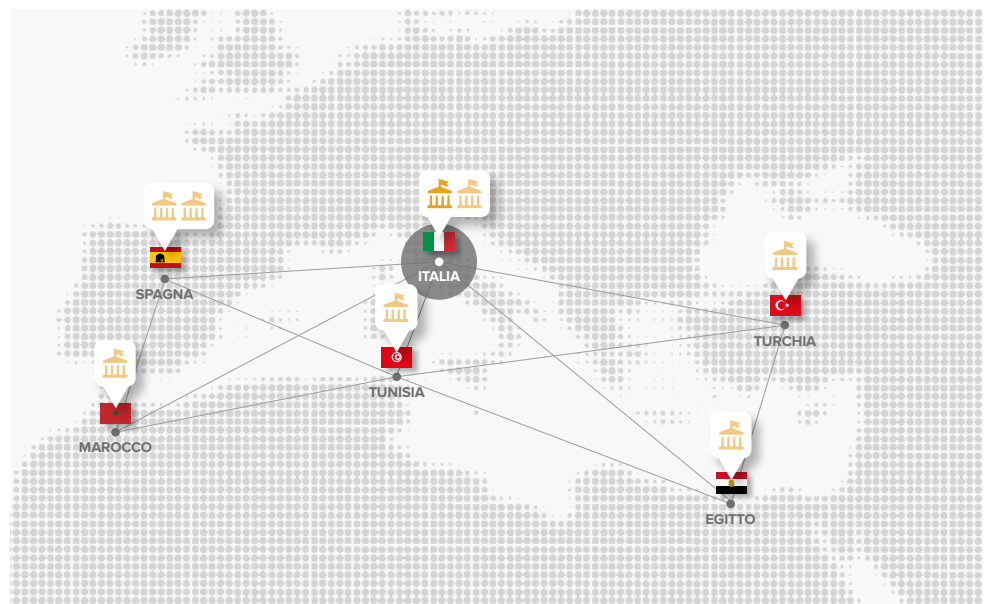 ITALIA
SPAGNA
TURCHIA
TUNISIA
MAROCCO
EGITTO